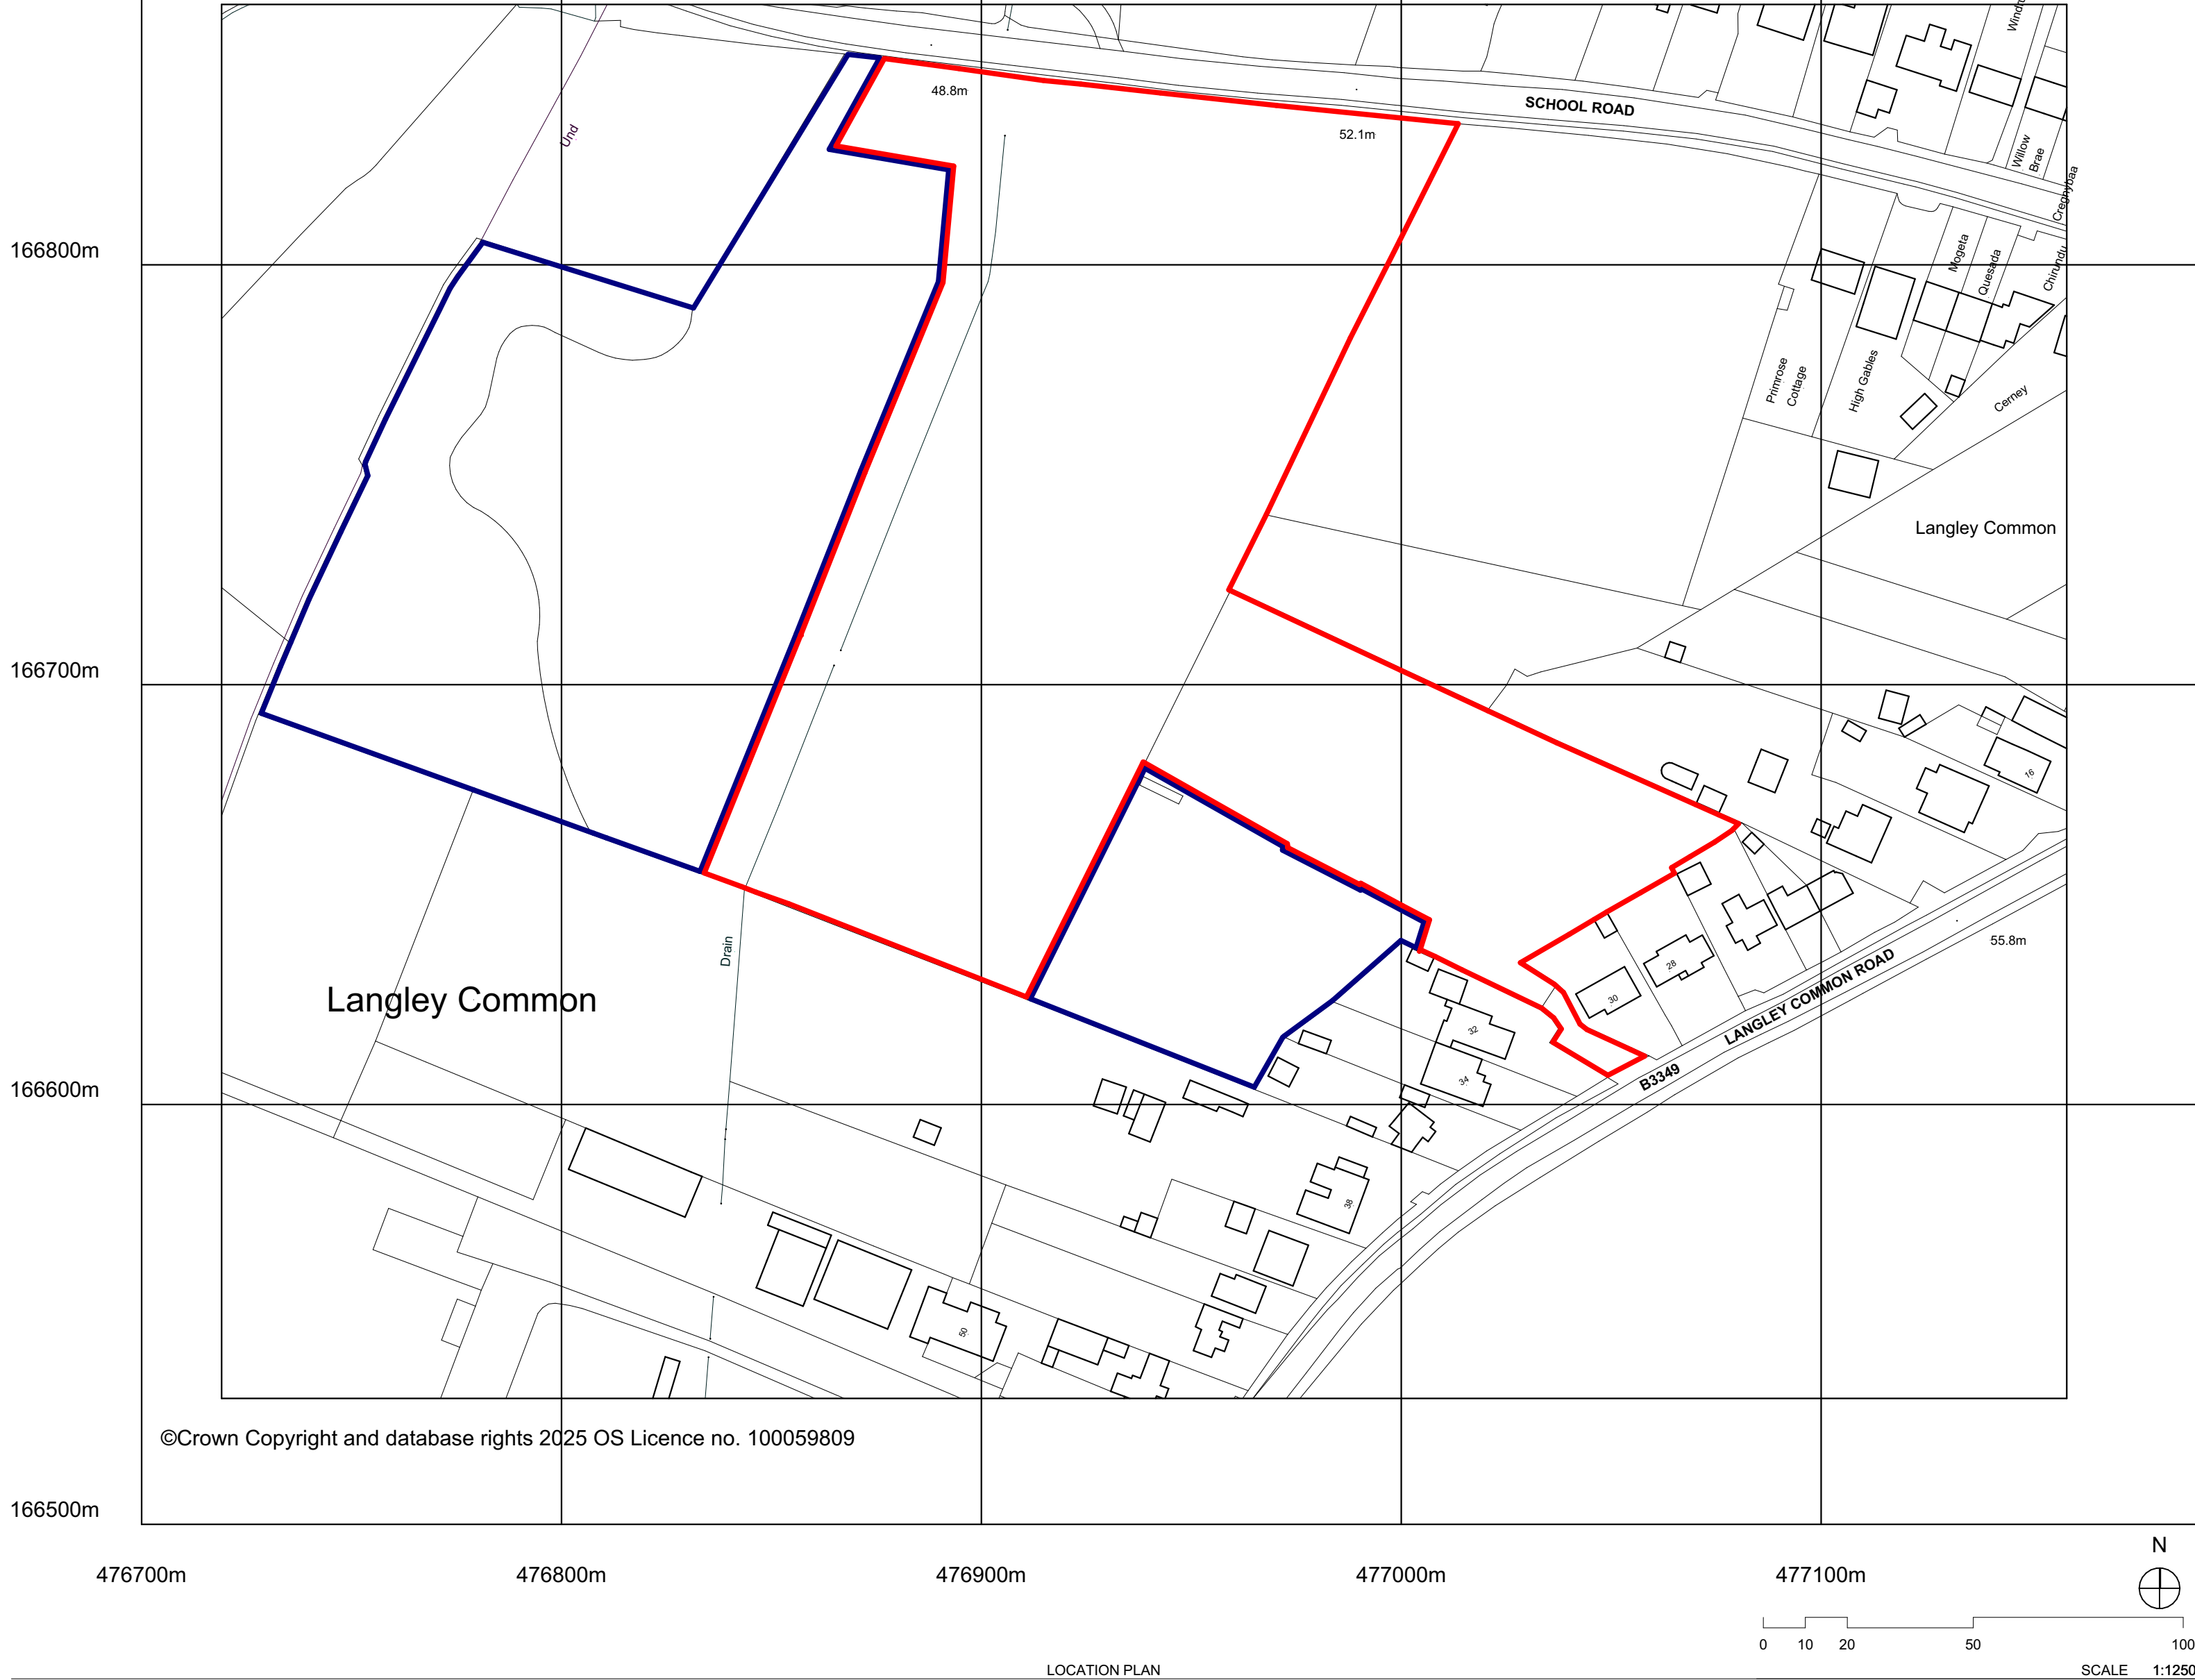 Windru
Und
48.8m
SCHOOL ROAD
52.1m
Willow
Brae
Cregnybaa
166800m
Mogeta
Quesada
Chirundu
Primrose
Cottage
High Gables
Cerney
Langley Common
166700m
16
Drain
55.8m
28
LANGLEY COMMON ROAD
30
Langley Common
32
B3349
34
166600m
38
50
©Crown Copyright and database rights 2025 OS Licence no. 100059809
166500m
N
476700m
476800m
476900m
477000m
477100m
0 10 20 50 100
LOCATION PLAN
SCALE 1:1250